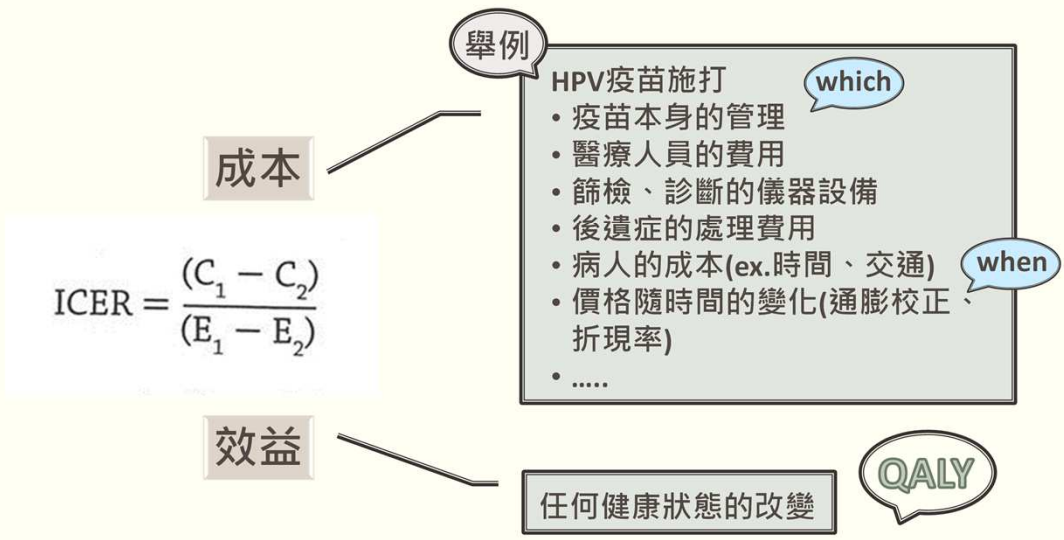 舉例
HPV疫苗施打
which
• 疫苗本身的管理
• 醫療人員的費用
• 篩檢、診斷的儀器設備
• 後遺症的處理費用
• 病人的成本(ex.時間、交通)
when
• 價格隨時間的變化(通膨校正、
折現率)
• .....
成本
ICER = (C₁ − C₂) / (E₁ − E₂)
效益
任何健康狀態的改變
QALY